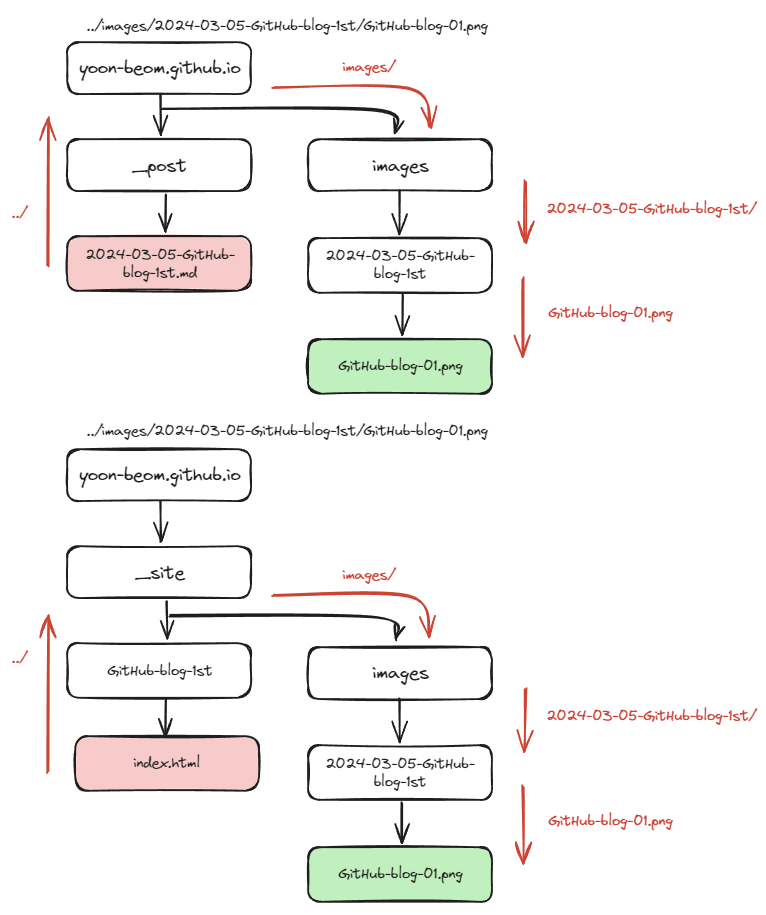 ../images/2024-03-05-GitHub-blog-1st/GitHub-blog-01.png
yoon-beom.github.io
images/
_post
images
../
2024-03-05-GitHub-blog-1st/
2024-03-05-GitHub-
blog-1st.md
2024-03-05-GitHub-
blog-1st
GitHub-blog-01.png
GitHub-blog-01.png
../images/2024-03-05-GitHub-blog-1st/GitHub-blog-01.png
yoon-beom.github.io
_site
images/
../
GitHub-blog-1st
images
2024-03-05-GitHub-blog-1st/
index.html
2024-03-05-GitHub-
blog-1st
GitHub-blog-01.png
GitHub-blog-01.png